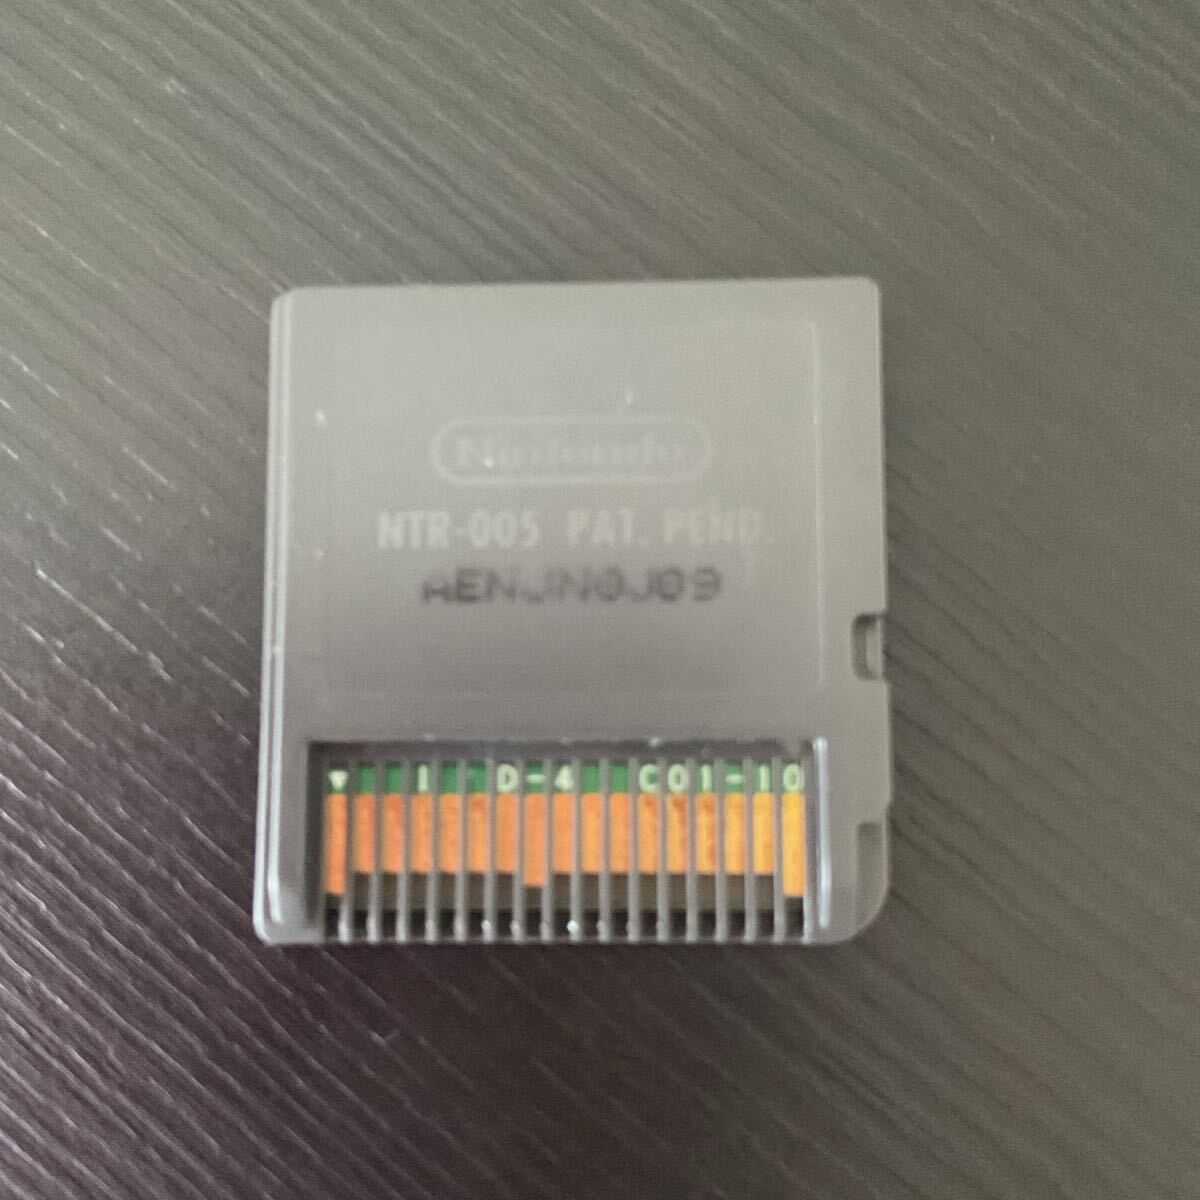 Nintendo
NTR-005 PAT. PEND.
AENJN0J09
▼ 1 D-4 C01-10